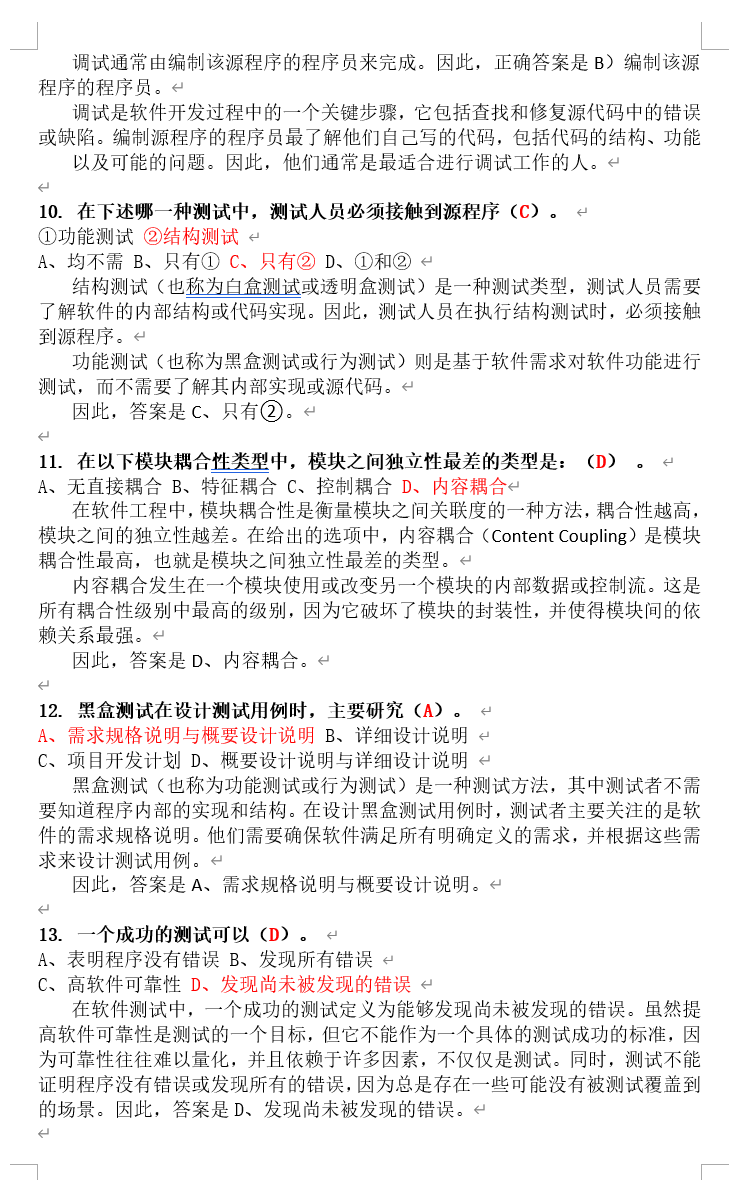 调试通常由编制该源程序的程序员来完成。因此，正确答案是 B）编制该源
程序的程序员。
调试是软件开发过程中的一个关键步骤，它包括查找和修复源代码中的错误
或缺陷。编制源程序的程序员最了解他们自己写的代码，包括代码的结构、功能
以及可能的问题。因此，他们通常是最适合进行调试工作的人。
10. 在下述哪一种测试中，测试人员必须接触到源程序（C）。
①功能测试 ②结构测试
A、均不需 B、只有① C、只有② D、①和②
结构测试（也称为白盒测试或透明盒测试）是一种测试类型，测试人员需要
了解软件的内部结构或代码实现。因此，测试人员在执行结构测试时，必须接触
到源程序。
功能测试（也称为黑盒测试或行为测试）则是基于软件需求对软件功能进行
测试，而不需要了解其内部实现或源代码。
因此，答案是 C、只有②。
11. 在以下模块耦合性类型中，模块之间独立性最差的类型是：（D） 。
A、无直接耦合 B、特征耦合 C、控制耦合 D、内容耦合
在软件工程中，模块耦合性是衡量模块之间关联度的一种方法，耦合性越高，
模块之间的独立性越差。在给出的选项中，内容耦合（Content Coupling）是模块
耦合性最高，也就是模块之间独立性最差的类型。
内容耦合发生在一个模块使用或改变另一个模块的内部数据或控制流。这是
所有耦合性级别中最高的级别，因为它破坏了模块的封装性，并使得模块间的依
赖关系最强。
因此，答案是 D、内容耦合。
12. 黑盒测试在设计测试用例时，主要研究（A）。
A、需求规格说明与概要设计说明 B、详细设计说明
C、项目开发计划 D、概要设计说明与详细设计说明
黑盒测试（也称为功能测试或行为测试）是一种测试方法，其中测试者不需
要知道程序内部的实现和结构。在设计黑盒测试用例时，测试者主要关注的是软
件的需求规格说明。他们需要确保软件满足所有明确定义的需求，并根据这些需
求来设计测试用例。
因此，答案是 A、需求规格说明与概要设计说明。
13. 一个成功的测试可以（D）。
A、表明程序没有错误 B、发现所有错误
C、高软件可靠性 D、发现尚未被发现的错误
在软件测试中，一个成功的测试定义为能够发现尚未被发现的错误。虽然提
高软件可靠性是测试的一个目标，但它不能作为一个具体的测试成功的标准，因
为可靠性往往难以量化，并且依赖于许多因素，不仅仅是测试。同时，测试不能
证明程序没有错误或发现所有的错误，因为总是存在一些可能没有被测试覆盖到
的场景。因此，答案是 D、发现尚未被发现的错误。